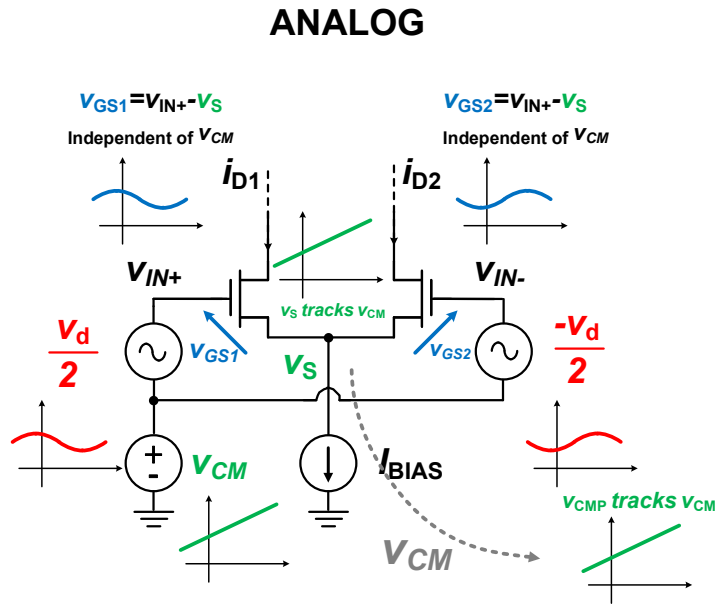 ANALOG
vGS1=vIN+-vS
vGS2=vIN+-vS
Independent of vCM
Independent of vCM
iD1
iD2
vIN+
vIN-
vS tracks vCM
vd
2
vGS1
vS
vGS2
-vd
2
+
-
vCM
IBIAS
vCMP tracks vCM
vCM